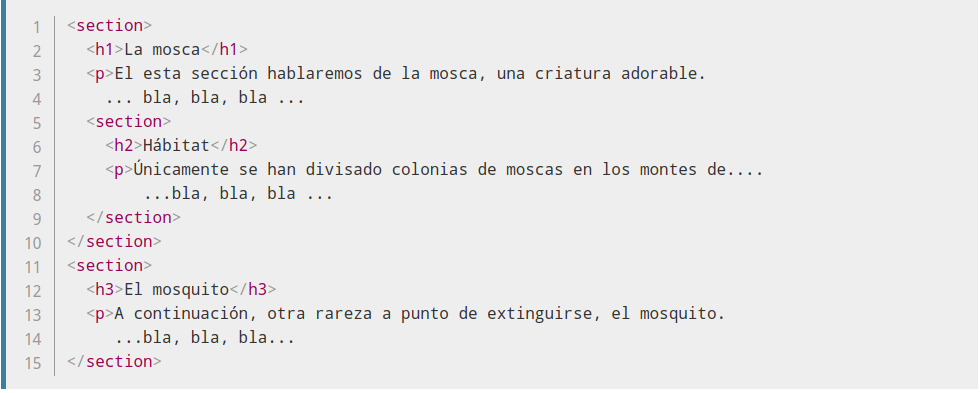 1 <section>
2   <h1>La mosca</h1>
3   <p>El esta sección hablaremos de la mosca, una criatura adorable.
4     ... bla, bla, bla ...
5   <section>
6     <h2>Hábitat</h2>
7     <p>Únicamente se han divisado colonias de moscas en los montes de....
8         ...bla, bla, bla ...
9   </section>
10 </section>
11 <section>
12   <h3>El mosquito</h3>
13   <p>A continuación, otra rareza a punto de extinguirse, el mosquito.
14      ...bla, bla, bla...
15 </section>